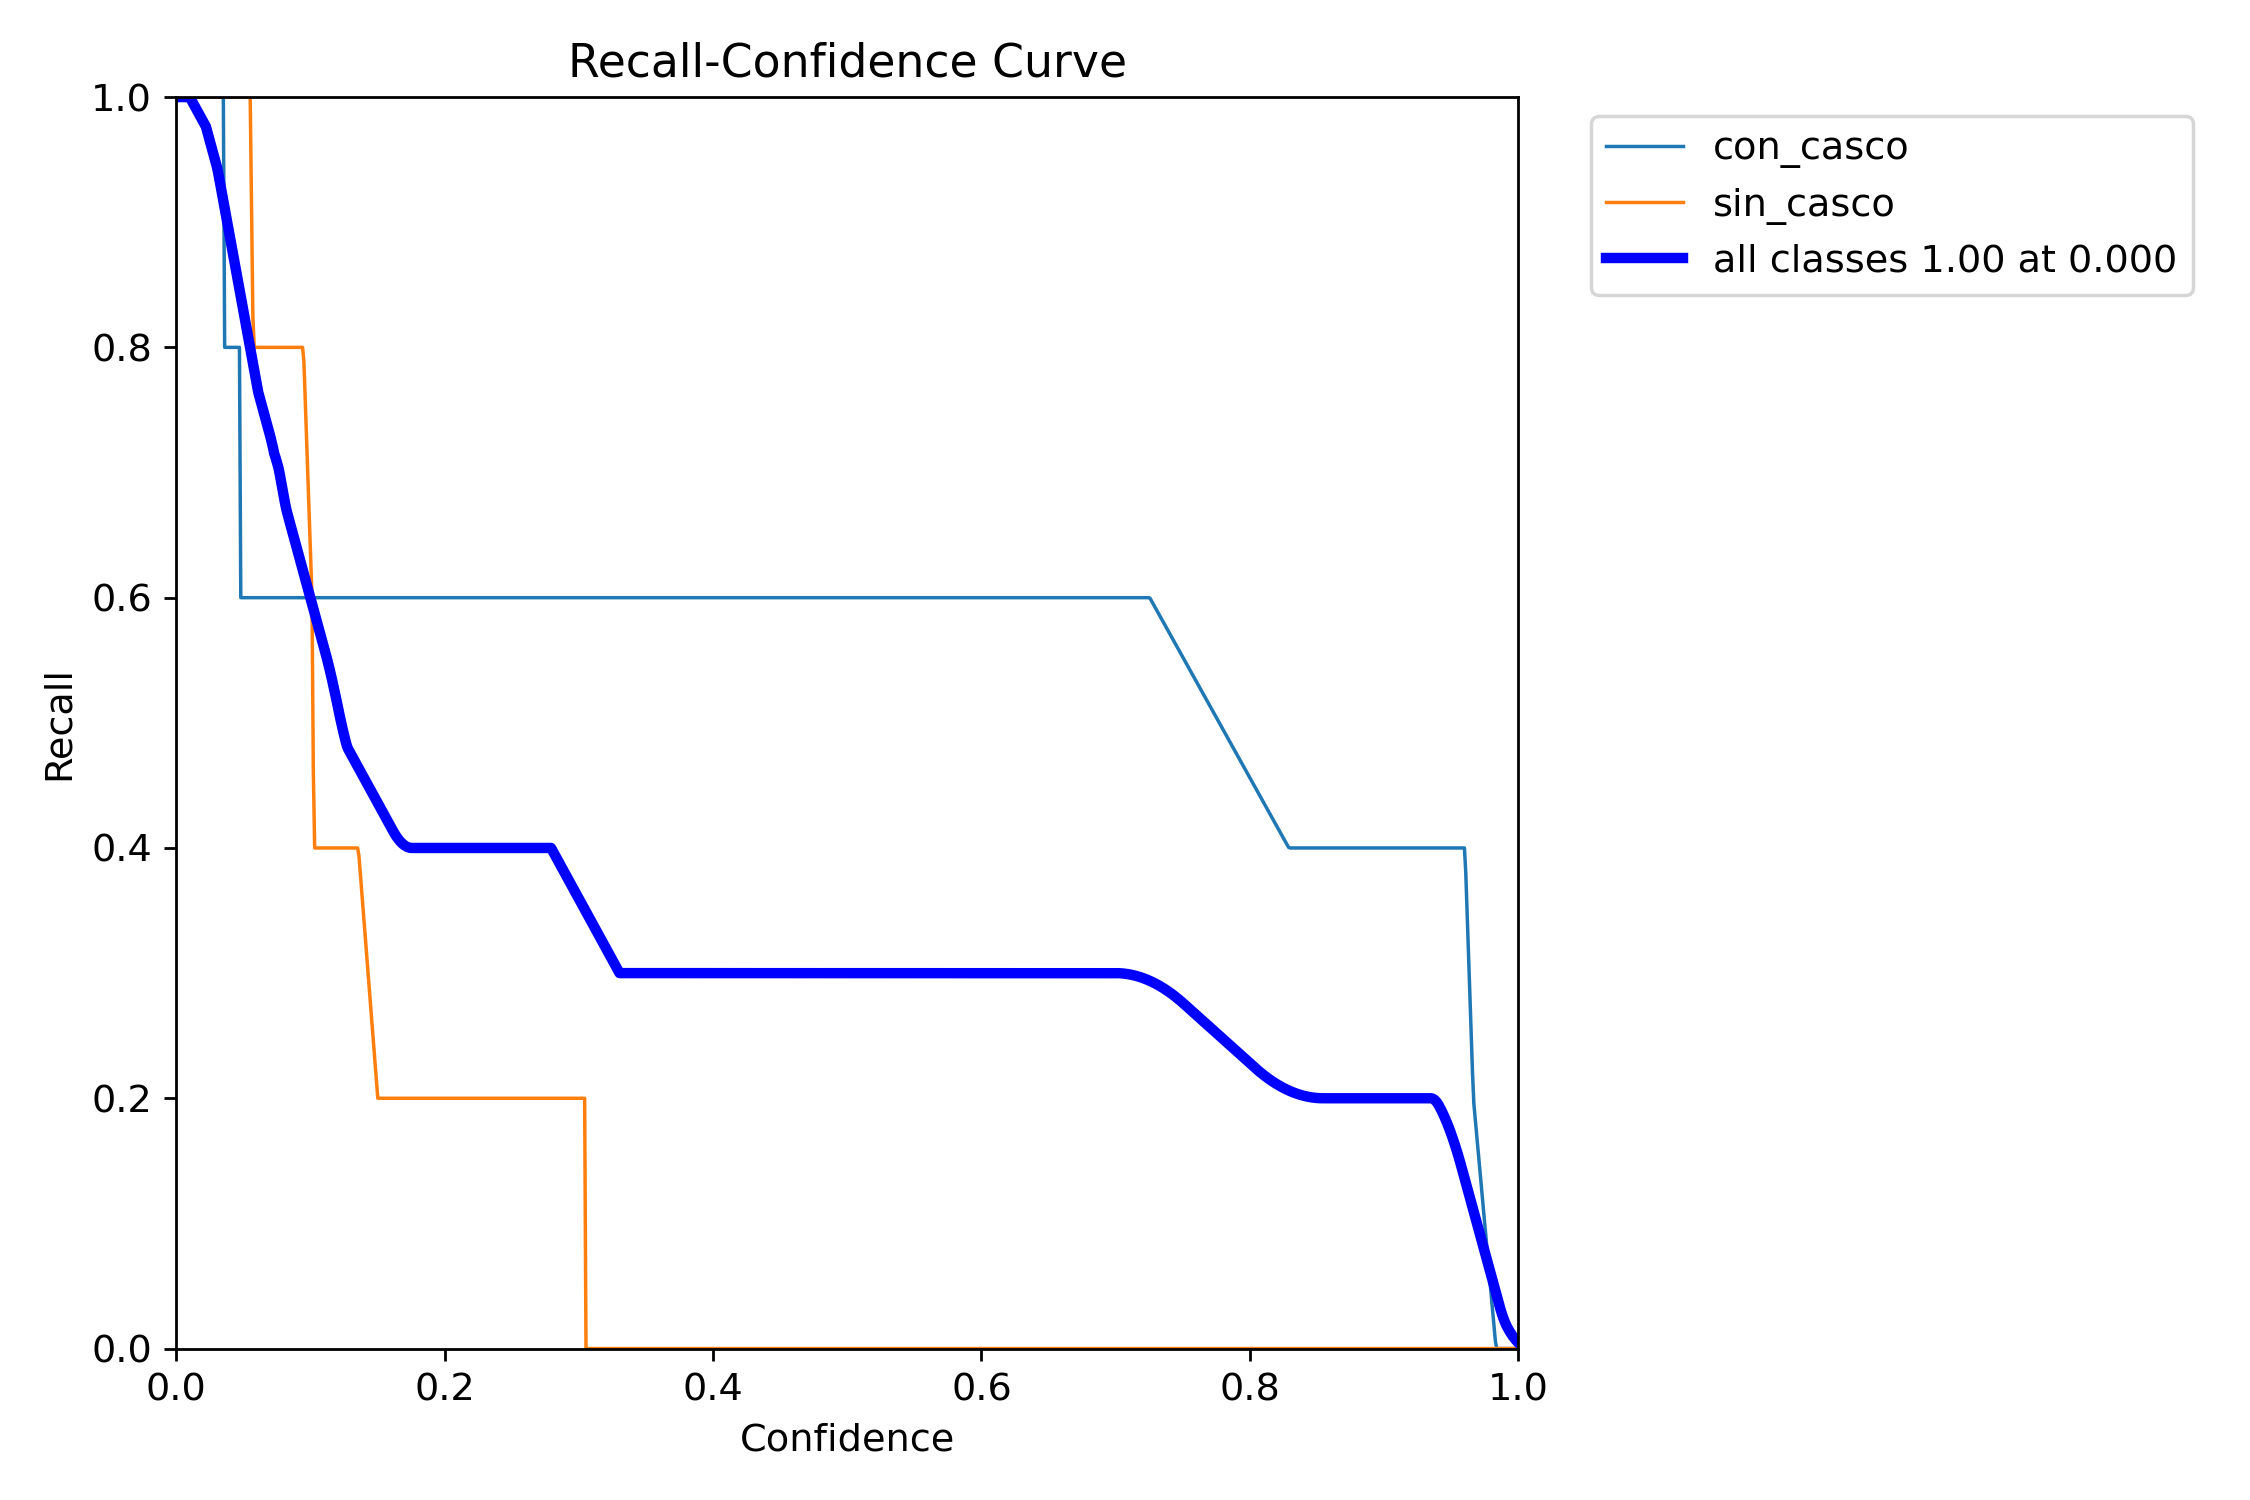 Recall-Confidence Curve
con_casco
sin_casco
all classes 1.00 at 0.000
Recall
1.0
0.8
0.6
0.4
0.2
0.0
0.0 0.2 0.4 0.6 0.8 1.0
Confidence